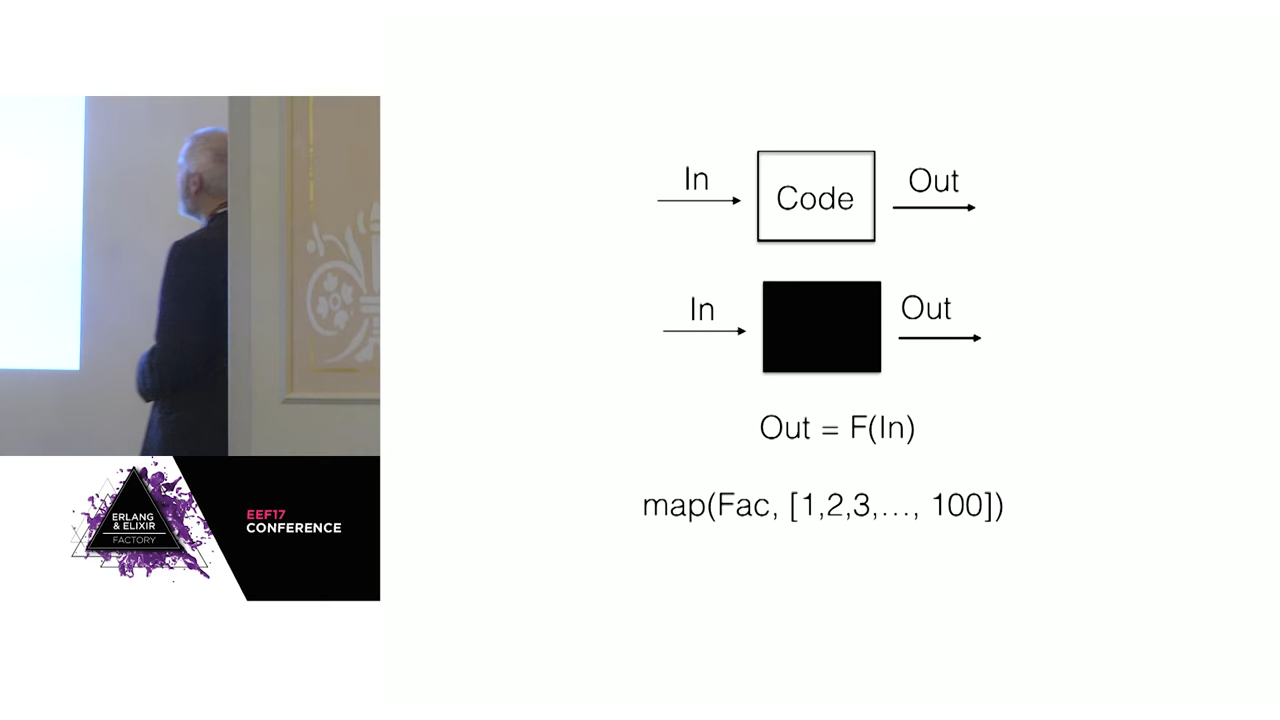 In
Code
Out
In
Out
Out = F(In)
map(Fac, [1,2,3,..., 100])
ERLANG
& ELIXIR
FACTORY
EEF17
CONFERENCE